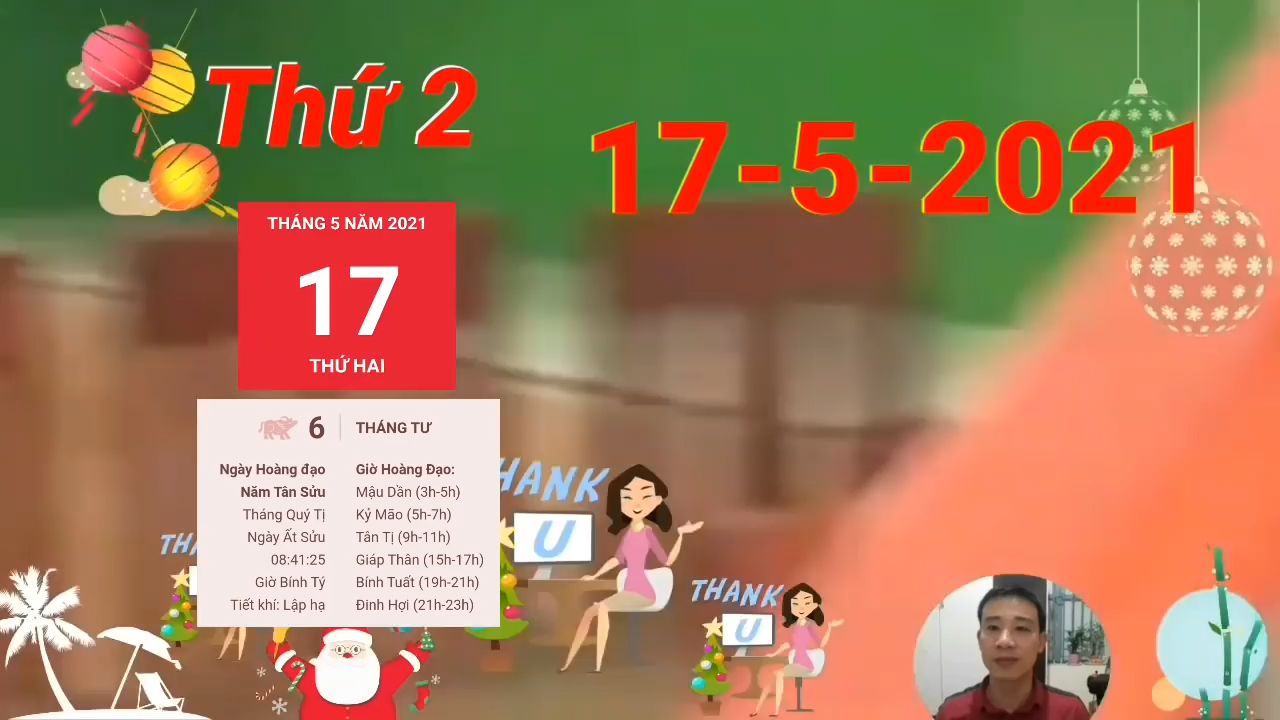 Thứ 2
17-5-2021
THÁNG 5 NĂM 2021
17
THỨ HAI
6
THÁNG TƯ
Ngày Hoàng đạo
Năm Tân Sửu
Tháng Quý Tị
Ngày Ất Sửu
08:41:25
Giờ Bính Tý
Tiết khí: Lập hạ
Giờ Hoàng Đạo:
Mậu Dần (3h-5h)
Kỷ Mão (5h-7h)
Tân Tị (9h-11h)
Giáp Thân (15h-17h)
Bính Tuất (19h-21h)
Đinh Hợi (21h-23h)
HANK
U
TH
THANK
U